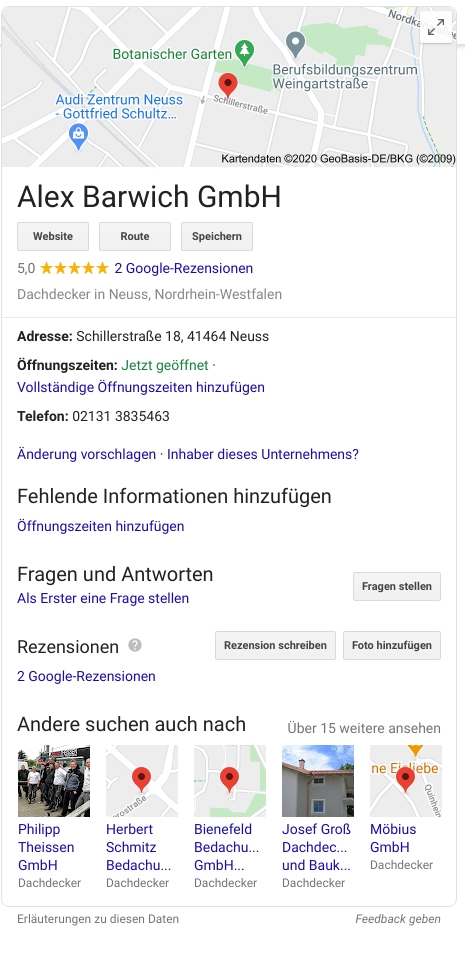 Nordka
Botanischer Garten
Berufsbildungszentrum
Weingartstraße
Audi Zentrum Neuss
- Gottfried Schultz…
Schillerstraße
Kartendaten ©2020 GeoBasis-DE/BKG (©2009)
Alex Barwich GmbH
Website Route Speichern
5,0 2 Google-Rezensionen
Dachdecker in Neuss, Nordrhein-Westfalen
Adresse: Schillerstraße 18, 41464 Neuss
Öffnungszeiten: Jetzt geöffnet ·
Vollständige Öffnungszeiten hinzufügen
Telefon: 02131 3835463
Änderung vorschlagen · Inhaber dieses Unternehmens?
Fehlende Informationen hinzufügen
Öffnungszeiten hinzufügen
Fragen und Antworten
Fragen stellen
Als Erster eine Frage stellen
Rezensionen ? Rezension schreiben Foto hinzufügen
2 Google-Rezensionen
Andere suchen auch nach Über 15 weitere ansehen
rostraße
ne Eisliebe
Quinhein
Philipp Theissen GmbH
Dachdecker
Herbert Schmitz Bedachu...
Dachdecker
Bienefeld Bedachu... GmbH...
Dachdecker
Josef Groß Dachdec... und Bauk...
Dachdecker
Möbius GmbH
Dachdecker
Erläuterungen zu diesen Daten Feedback geben